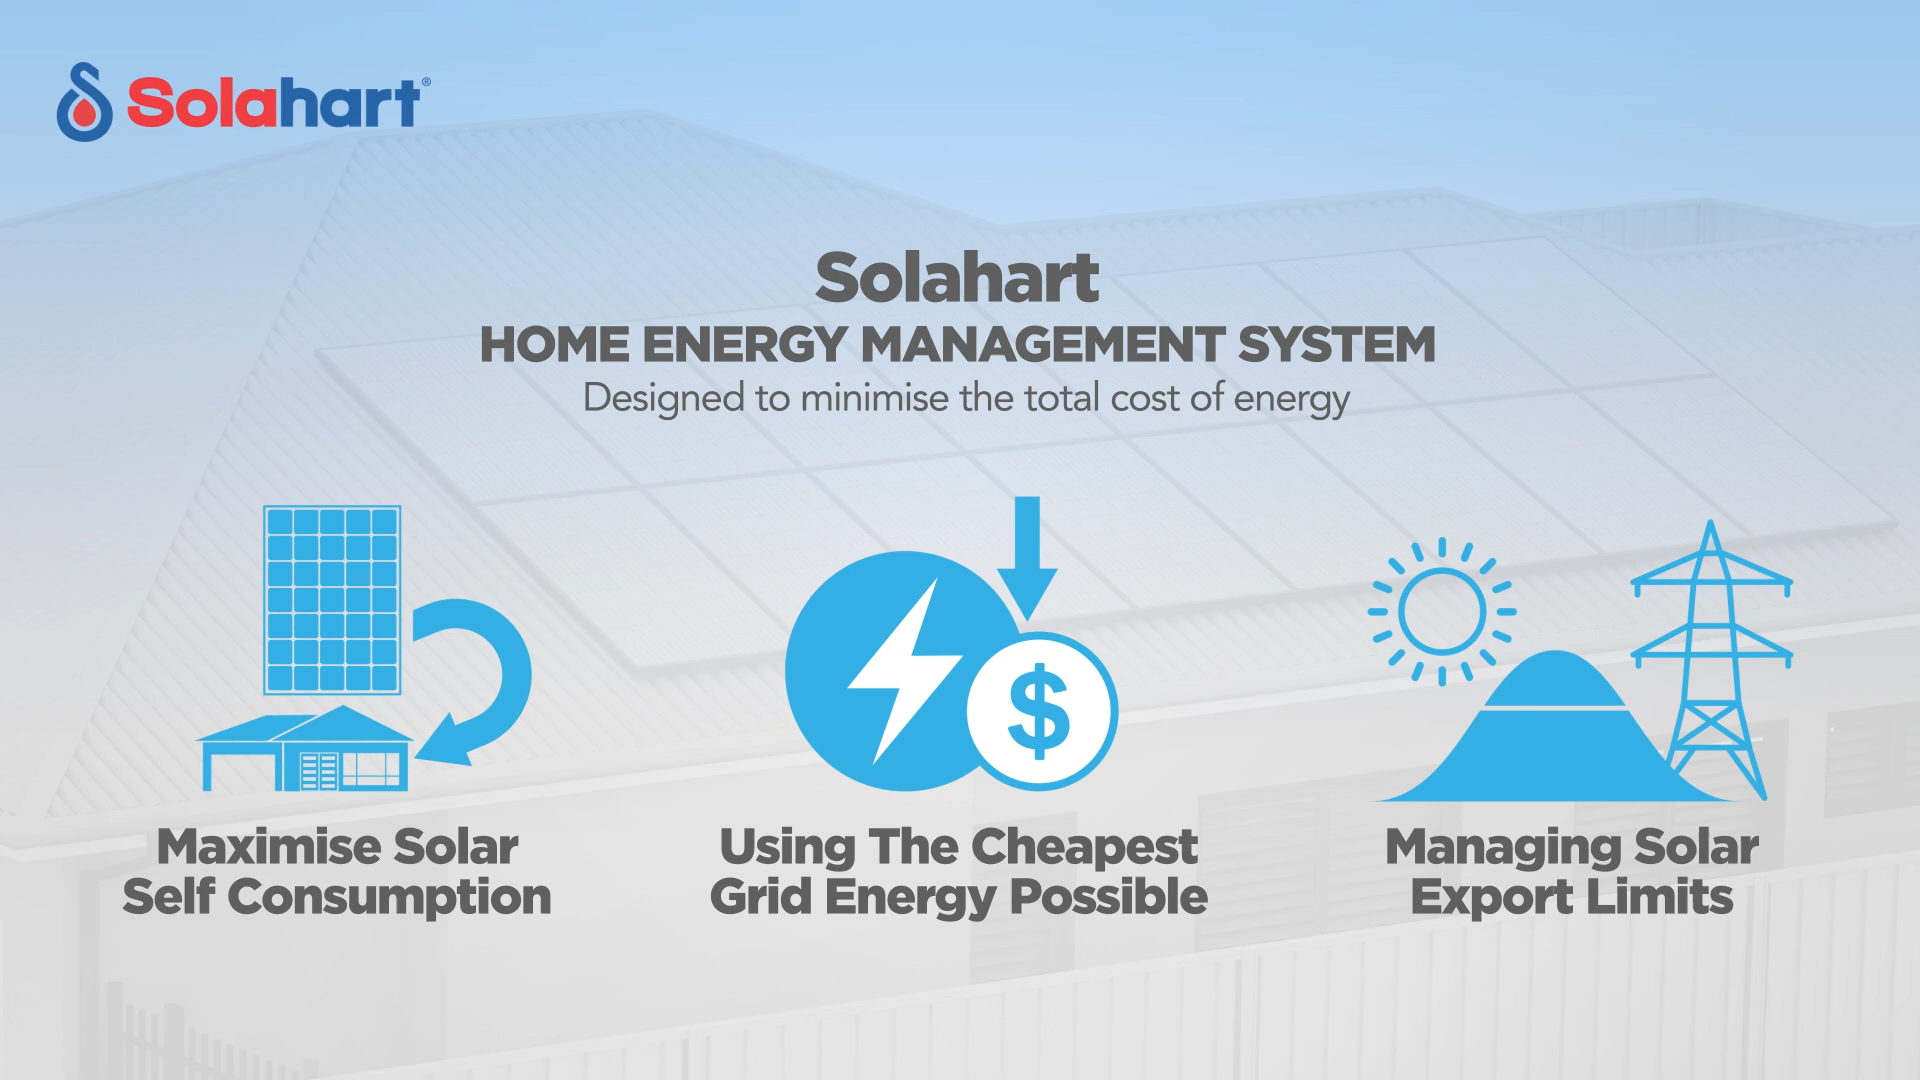 Solahart®
Solahart
HOME ENERGY MANAGEMENT SYSTEM
Designed to minimise the total cost of energy
$
Maximise Solar
Self Consumption
Using The Cheapest
Grid Energy Possible
Managing Solar
Export Limits